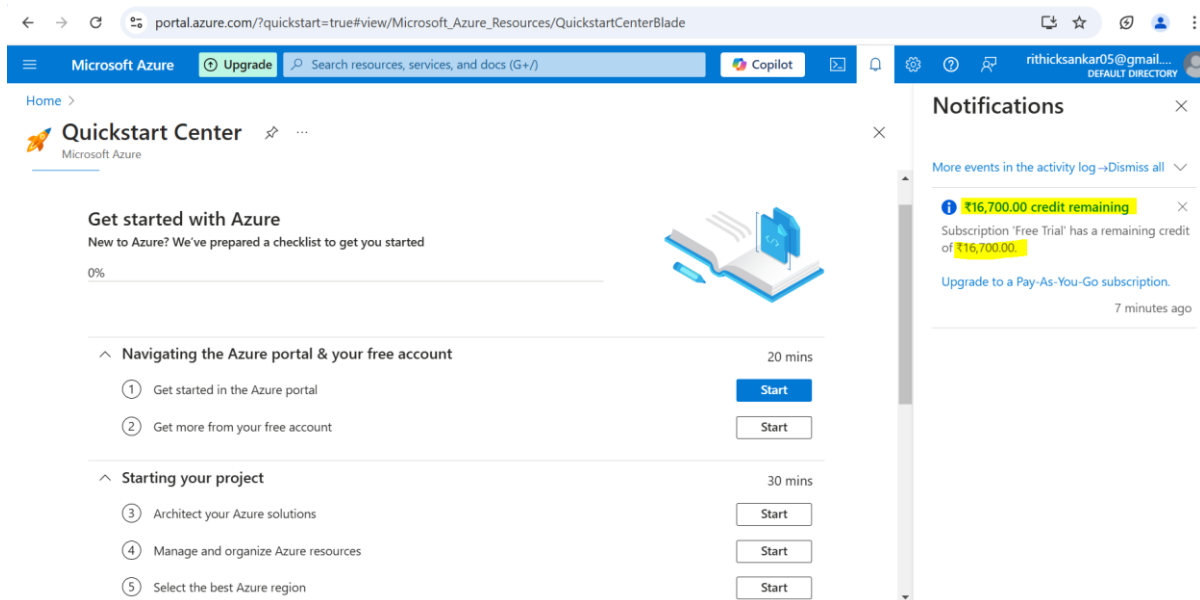 portal.azure.com/?quickstart=true#view/Microsoft_Azure_Resources/QuickstartCenterBlade
Microsoft Azure
Upgrade
Search resources, services, and docs (G+/)
Copilot
rithicksankar05@gmail....
DEFAULT DIRECTORY
Home >
Quickstart Center
...
Microsoft Azure
Get started with Azure
New to Azure? We've prepared a checklist to get you started
0%
Navigating the Azure portal & your free account
20 mins
1 Get started in the Azure portal
Start
2 Get more from your free account
Start
Starting your project
30 mins
3 Architect your Azure solutions
Start
4 Manage and organize Azure resources
Start
5 Select the best Azure region
Start
Notifications
More events in the activity log → Dismiss all
₹16,700.00 credit remaining
Subscription 'Free Trial' has a remaining credit
of ₹16,700.00.
Upgrade to a Pay-As-You-Go subscription.
7 minutes ago